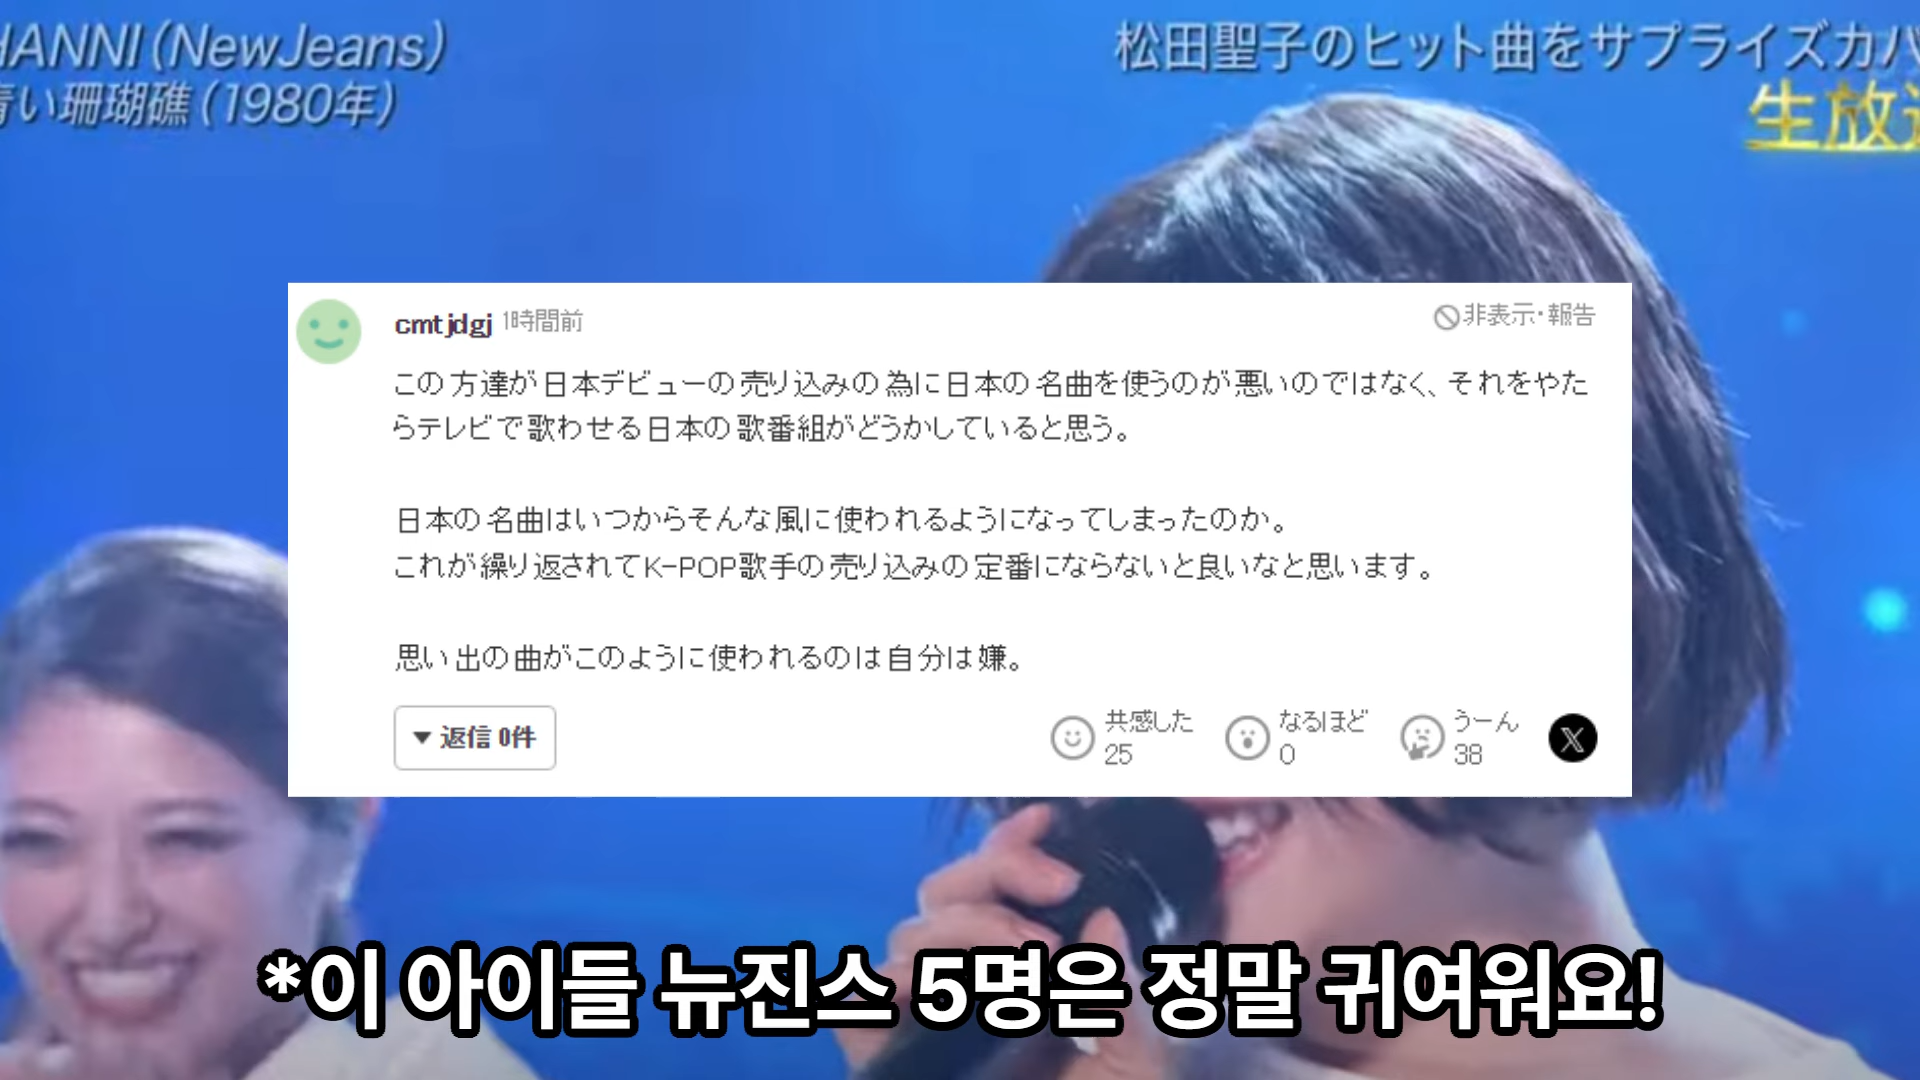 HANNI (NewJeans)
青い珊瑚礁 (1980年)
松田聖子のヒット曲をサプライズカバ
生放送
cmtjdgj 1時間前
非表示・報告
この方達が日本デビューの売り込みの為に日本の名曲を使うのが悪いのではなく、それをやた
らテレビで歌わせる日本の歌番組がどうかしていると思う。
日本の名曲はいつからそんな風に使われるようになってしまったのか。
これが繰り返されてK-POP歌手の売り込みの定番にならないと良いなと思います。
思い出の曲がこのように使われるのは自分は嫌。
返信 0件
共感した
25
なるほど
0
うーん
38
*이 아이들 뉴진스 5명은 정말 귀여워요!